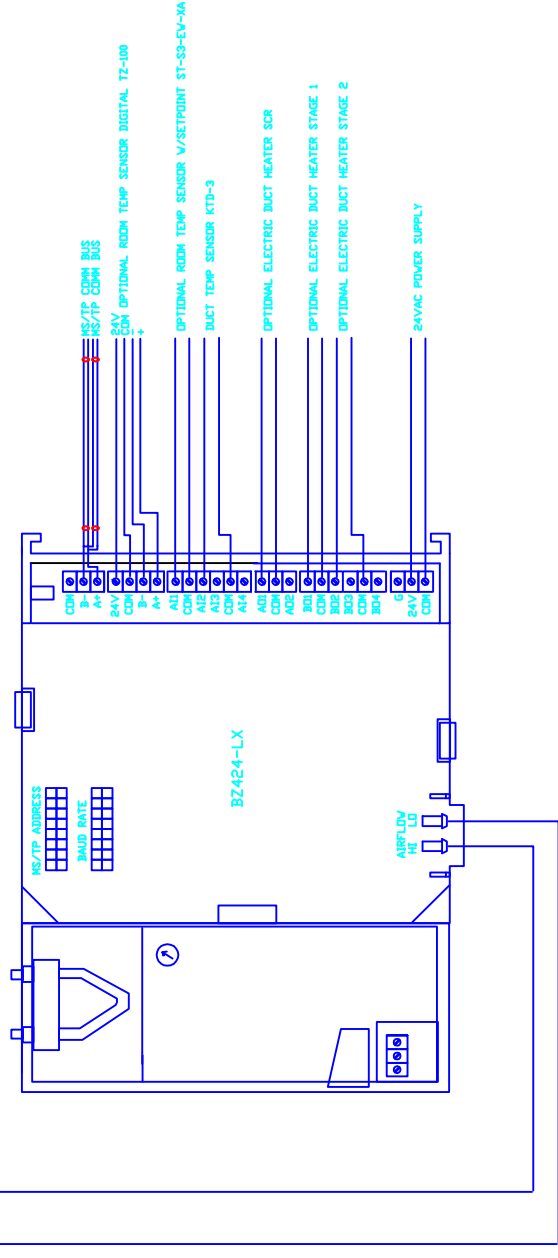 MS/TP COMM BUS
MS/TP COMM BUS
24V
COM OPTIONAL ROOM TEMP SENSOR DIGITAL TZ-100
-
+
OPTIONAL ROOM TEMP SENSOR W/SETPOINT ST-S3-EW-XA
DUCT TEMP SENSOR KTD-3
OPTIONAL ELECTRIC DUCT HEATER SCR
OPTIONAL ELECTRIC DUCT HEATER STAGE 1
OPTIONAL ELECTRIC DUCT HEATER STAGE 2
24VAC POWER SUPPLY
COM
B-
A+
24V
COM
B-
A+
AI1
COM
AI2
AI3
COM
AI4
AO1
COM
AO2
BO1
COM
BO2
BO3
COM
BO4
G
24V
COM
BZ424-LX
MS/TP ADDRESS
BAUD RATE
AIRFLOW
HI LO